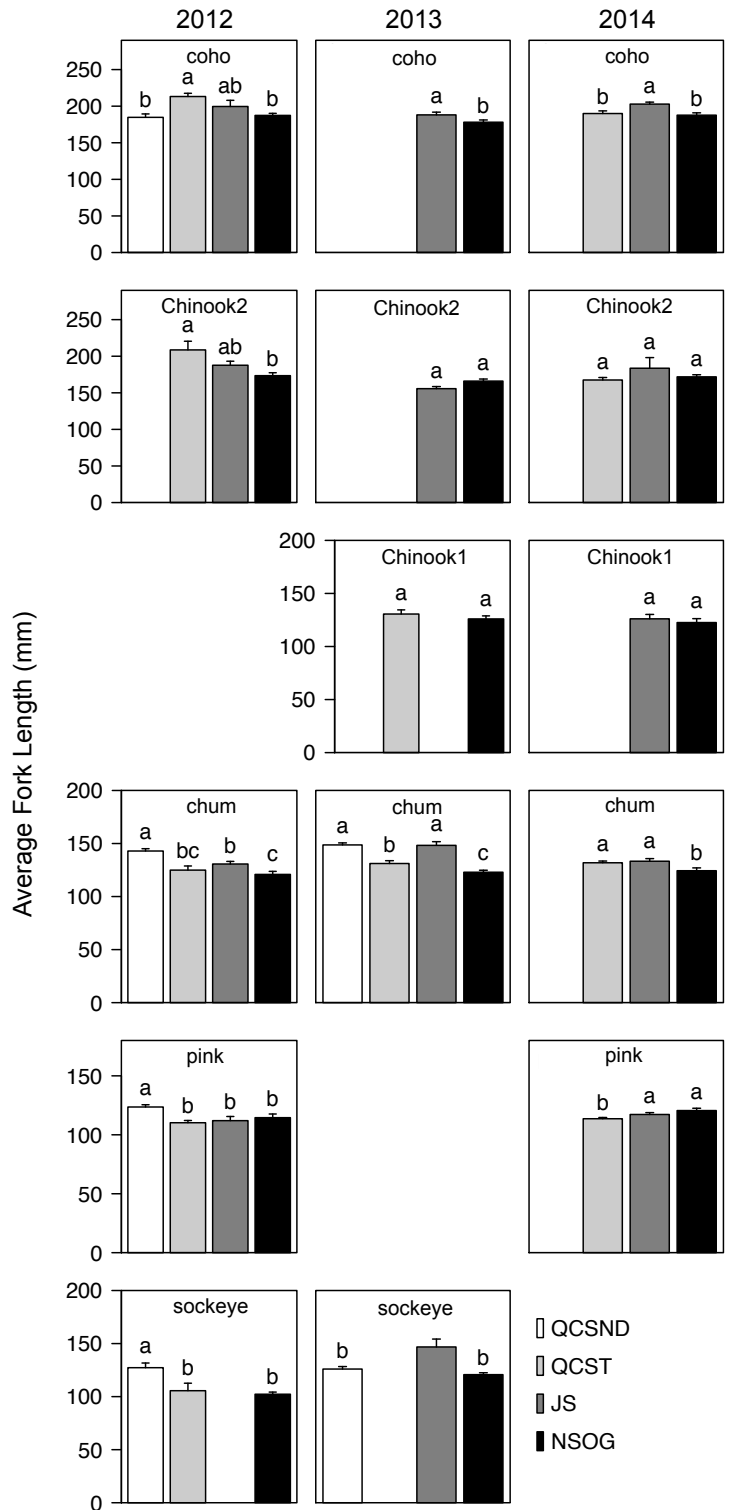 2012 2013 2014
coho coho coho
250
200
150
100
50
0
b a ab b
a b
b a b
Chinook2 Chinook2 Chinook2
250
200
150
100
50
0
a ab b
a a
a a a
Chinook1 Chinook1
200
150
100
50
0
a a
a a
Average Fork Length (mm)
chum chum chum
200
150
100
50
0
a bc b c
a b a c
a a b
pink pink
150
100
50
0
a b b b
b a a
sockeye sockeye
200
150
100
50
0
a b b
b b
QCSND
QCST
JS
NSOG